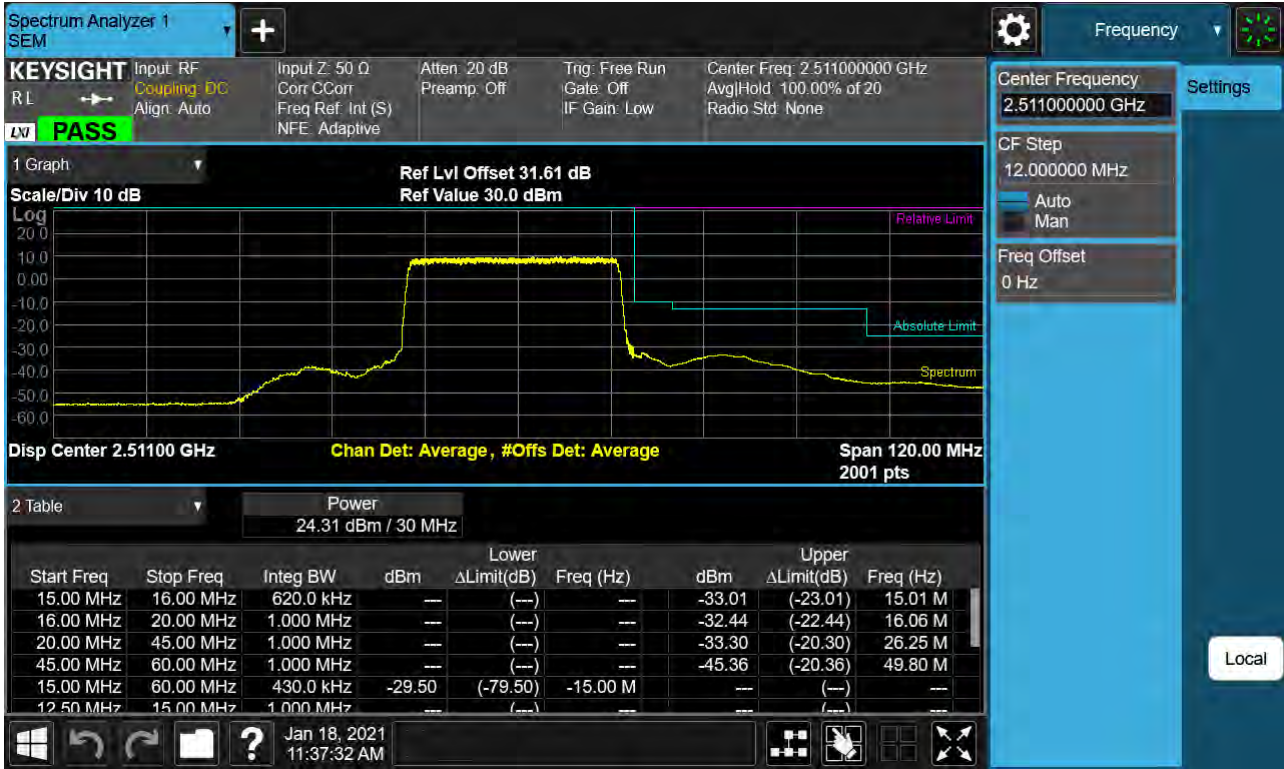 Spectrum Analyzer 1
SEM
Frequency
KEYSIGHT
R L
LXI
PASS
Input: RF
Coupling: DC
Align: Auto
Input Z: 50 Ω
Corr CCorr
Freq Ref: Int (S)
NFE: Adaptive
Atten: 20 dB
Preamp: Off
Trig: Free Run
Gate: Off
IF Gain: Low
Center Freq: 2.511000000 GHz
Avg|Hold: 100.00% of 20
Radio Std: None
Center Frequency
2.511000000 GHz
Settings
CF Step
12.000000 MHz
Auto
Man
Freq Offset
0 Hz
Local
1 Graph
Scale/Div 10 dB
Ref Lvl Offset 31.61 dB
Ref Value 30.0 dBm
Log
20.0
10.0
0.00
-10.0
-20.0
-30.0
-40.0
-50.0
-60.0
Relative Limit
Absolute Limit
Spectrum
Disp Center 2.51100 GHz
Chan Det: Average , #Offs Det: Average
Span 120.00 MHz
2001 pts
2 Table
Power
24.31 dBm / 30 MHz
Lower Upper
Start Freq Stop Freq Integ BW dBm ΔLimit(dB) Freq (Hz) dBm ΔLimit(dB) Freq (Hz)
15.00 MHz 16.00 MHz 620.0 kHz --- (---) --- -33.01 (-23.01) 15.01 M
16.00 MHz 20.00 MHz 1.000 MHz --- (---) --- -32.44 (-22.44) 16.06 M
20.00 MHz 45.00 MHz 1.000 MHz --- (---) --- -33.30 (-20.30) 26.25 M
45.00 MHz 60.00 MHz 1.000 MHz --- (---) --- -45.36 (-20.36) 49.80 M
15.00 MHz 60.00 MHz 430.0 kHz -29.50 (-79.50) -15.00 M --- (---) ---
12.50 MHz 15.00 MHz 1.000 MHz --- (---) --- --- (---) ---
?
Jan 18, 2021
11:37:32 AM